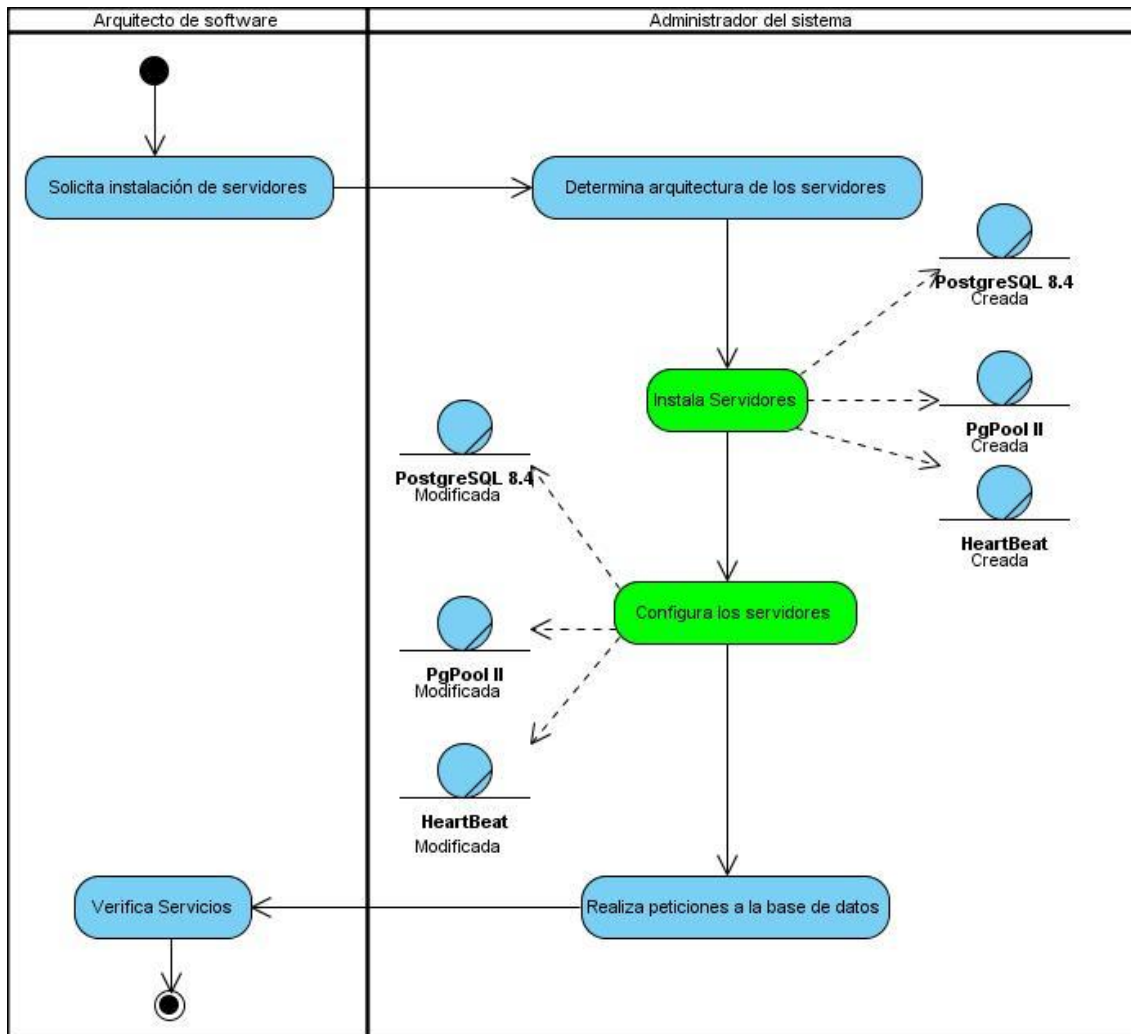 Arquitecto de software
Administrador del sistema
Solicita instalación de servidores
Determina arquitectura de los servidores
PostgreSQL 8.4
Creada
Instala Servidores
PgPool II
Creada
PostgreSQL 8.4
Modificada
HeartBeat
Creada
Configura los servidores
PgPool II
Modificada
HeartBeat
Modificada
Verifica Servicios
Realiza peticiones a la base de datos